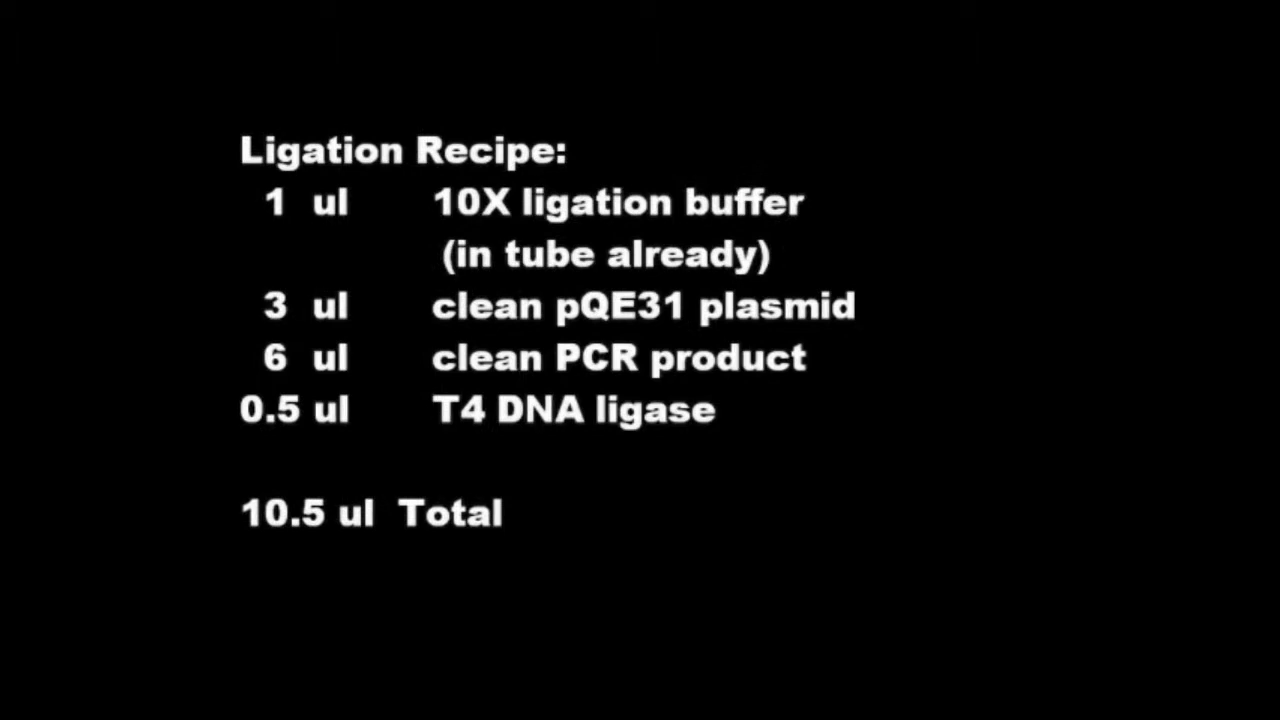 Ligation Recipe:
1 ul 10X ligation buffer
(in tube already)
3 ul clean pQE31 plasmid
6 ul clean PCR product
0.5 ul T4 DNA ligase
10.5 ul Total